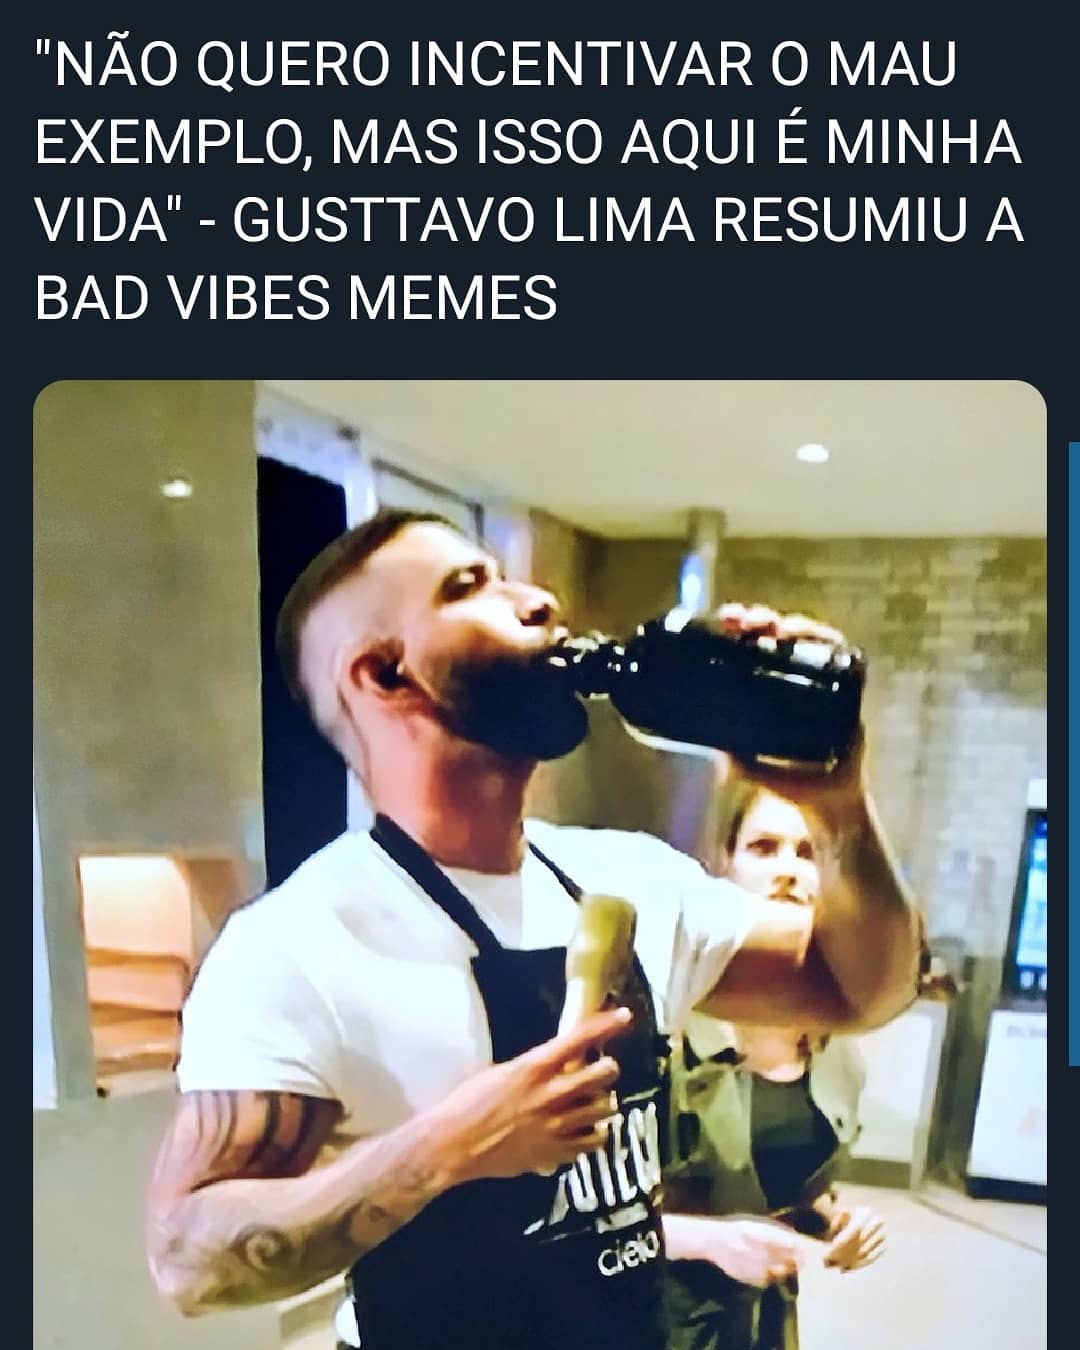 "NÃO QUERO INCENTIVAR O MAU
EXEMPLO, MAS ISSO AQUI É MINHA
VIDA" - GUSTTAVO LIMA RESUMIU A
BAD VIBES MEMES
cielo